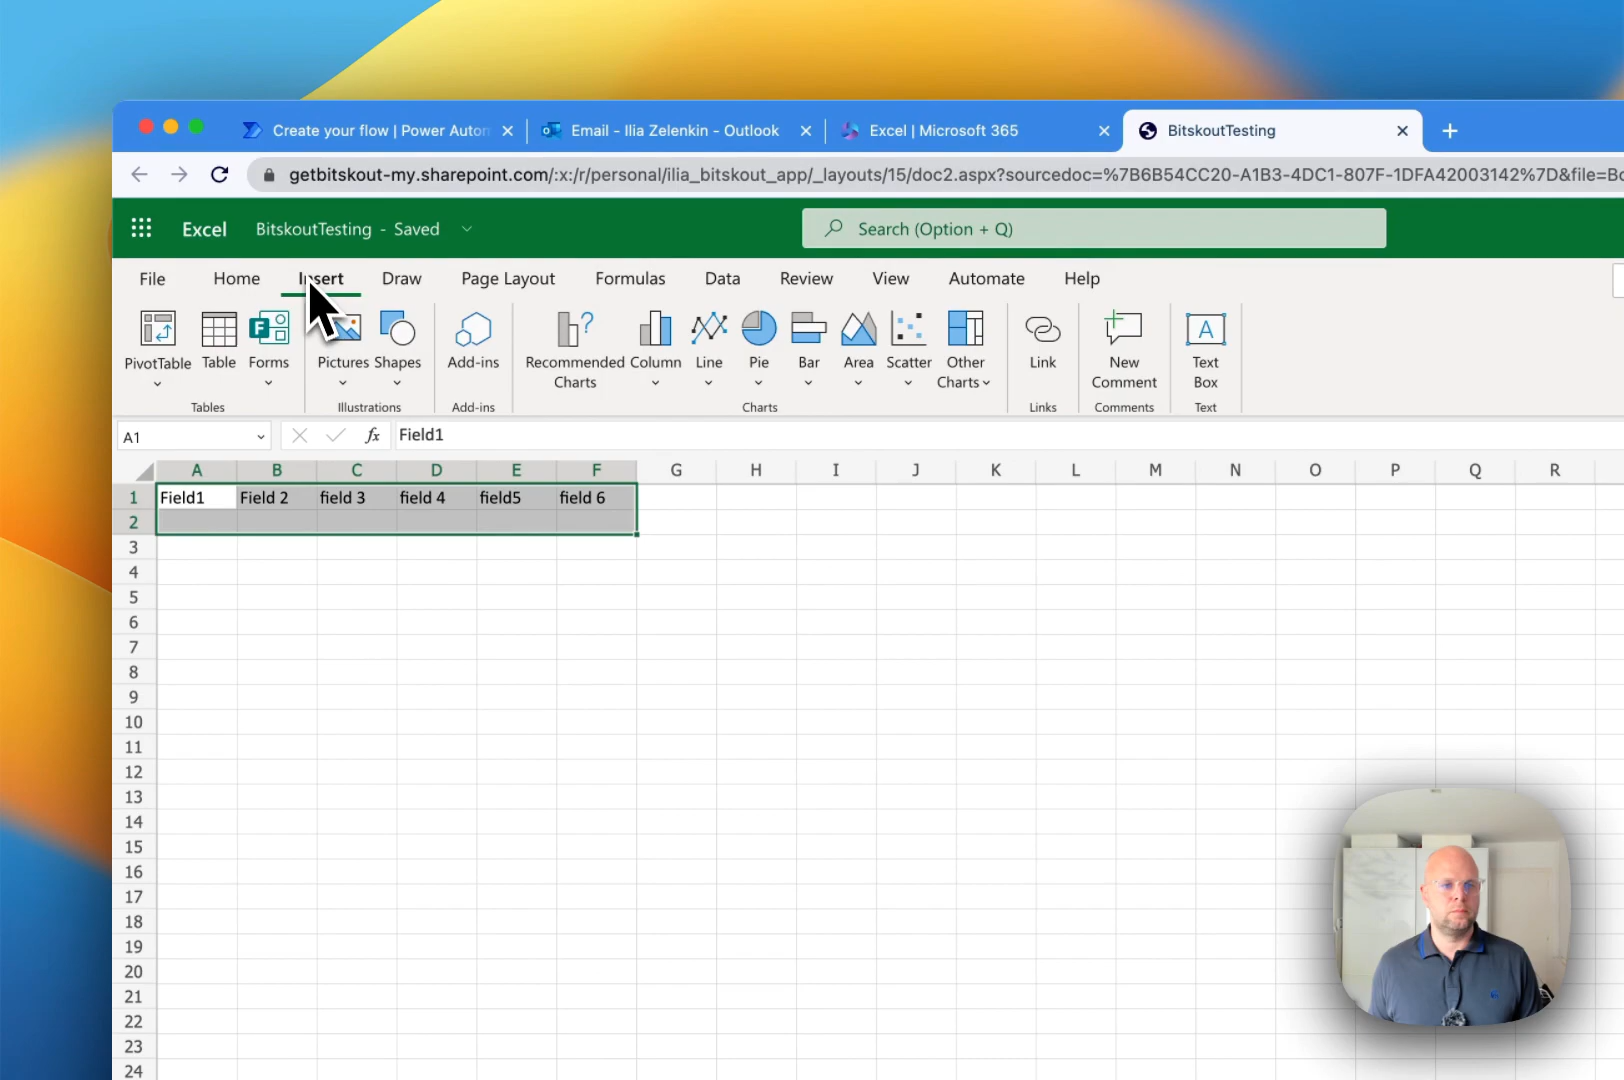 Create your flow | Power Auton
Email - Ilia Zelenkin - Outlook
Excel | Microsoft 365
BitskoutTesting
getbitskout-my.sharepoint.com/:x:/r/personal/ilia_bitskout_app/_layouts/15/doc2.aspx?sourcedoc=%7B6B54CC20-A1B3-4DC1-807F-1DFA42003142%7D&file=Bo
Excel BitskoutTesting - Saved Search (Option + Q)
File Home Insert Draw Page Layout Formulas Data Review View Automate Help
PivotTable Table Forms Pictures Shapes Add-ins Recommended Charts Column Line Pie Bar Area Scatter Other Charts Link New Comment Text Box
Tables Illustrations Add-ins Charts Links Comments Text
A1 fx Field1
A B C D E F G H I J K L M N O P Q R
1 Field1 Field 2 field 3 field 4 field5 field 6
2
3
4
5
6
7
8
9
10
11
12
13
14
15
16
17
18
19
20
21
22
23
24